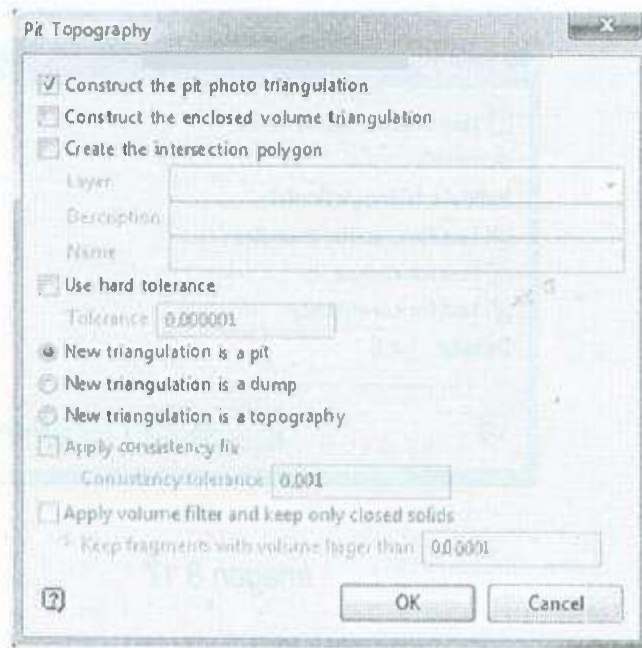 Pit Topography
Construct the pit photo triangulation
Construct the enclosed volume triangulation
Create the intersection polygon
Layer
Description
Name
Use hard tolerance
Tolerance 0.000001
New triangulation is a pit
New triangulation is a dump
New triangulation is a topography
Apply consistency fix
Consistency tolerance 0.001
Apply volume filter and keep only closed solids
Keep fragments with volume larger than 0.00001
OK Cancel